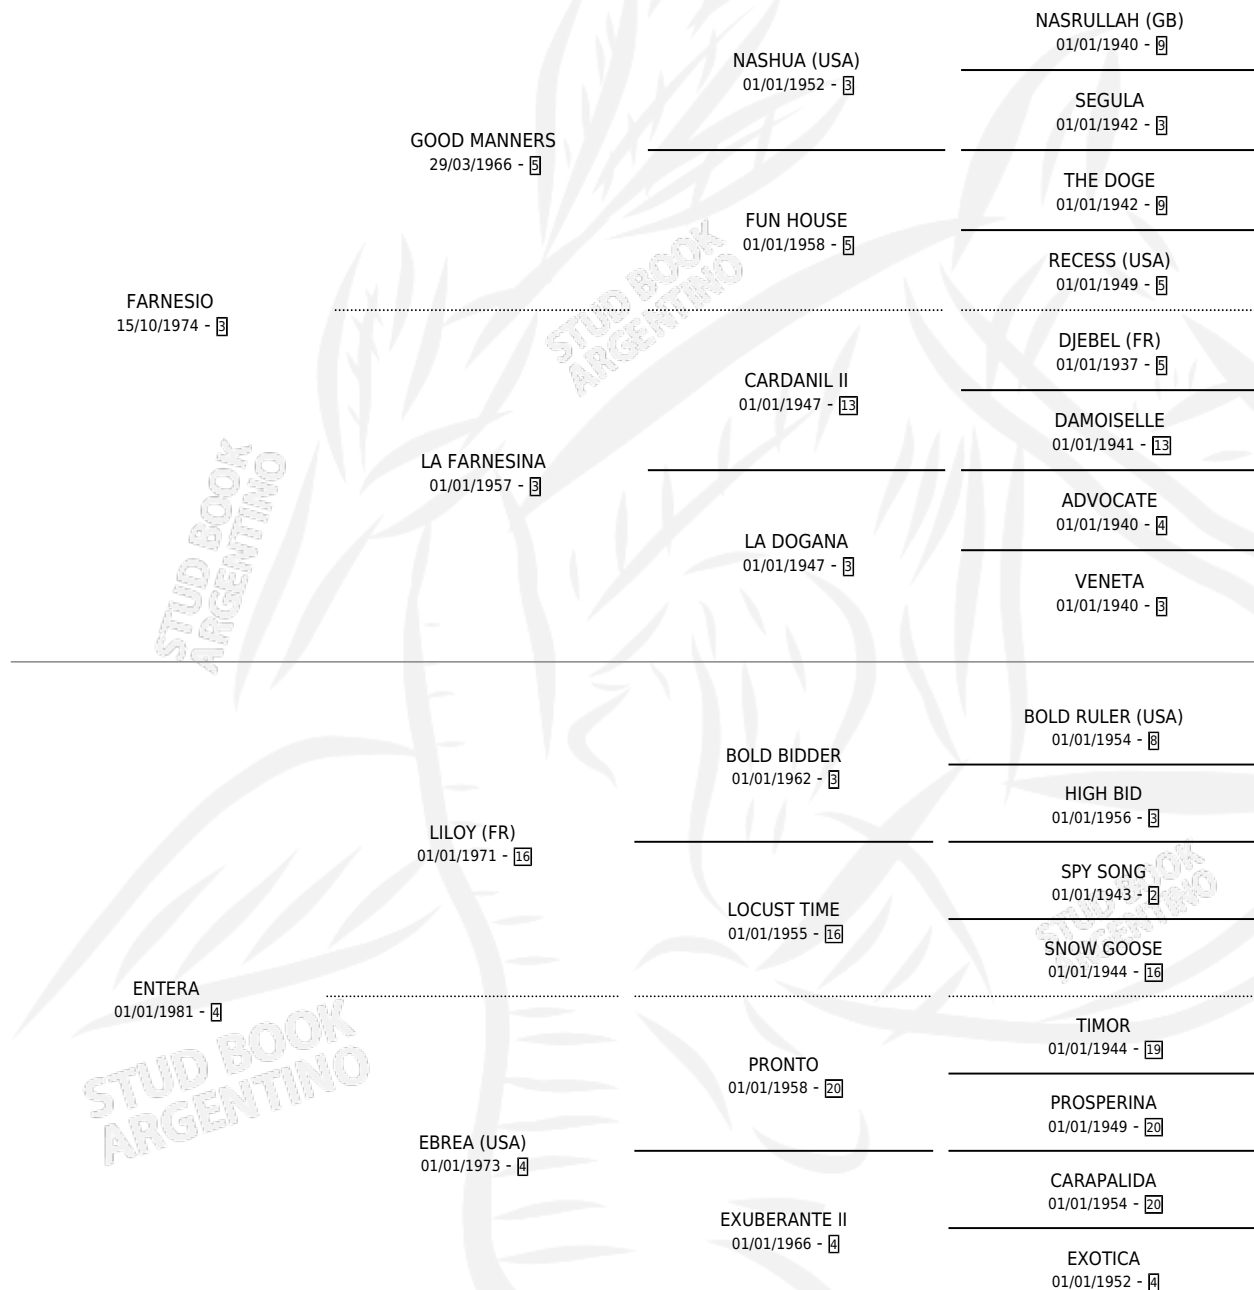 NASRULLAH (GB)
01/01/1940 - 9
NASHUA (USA)
01/01/1952 - 3
SEGULA
01/01/1942 - 3
GOOD MANNERS
29/03/1966 - 5
THE DOGE
01/01/1942 - 9
FUN HOUSE
01/01/1958 - 5
RECESS (USA)
01/01/1949 - 5
FARNESIO
15/10/1974 - 3
DJEBEL (FR)
01/01/1937 - 5
CARDANIL II
01/01/1947 - 13
DAMOISELLE
01/01/1941 - 13
LA FARNESINA
01/01/1957 - 3
ADVOCATE
01/01/1940 - 4
LA DOGANA
01/01/1947 - 3
VENETA
01/01/1940 - 3
BOLD RULER (USA)
01/01/1954 - 8
BOLD BIDDER
01/01/1962 - 3
HIGH BID
01/01/1956 - 3
LILOY (FR)
01/01/1971 - 16
SPY SONG
01/01/1943 - 2
LOCUST TIME
01/01/1955 - 16
SNOW GOOSE
01/01/1944 - 16
ENTERA
01/01/1981 - 4
TIMOR
01/01/1944 - 19
PRONTO
01/01/1958 - 20
PROSPERINA
01/01/1949 - 20
EBREA (USA)
01/01/1973 - 4
CARAPALIDA
01/01/1954 - 20
EXUBERANTE II
01/01/1966 - 4
EXOTICA
01/01/1952 - 4
STUD BOOK
ARGENTINO
STUD BOOK
ARGENTINO
STUD BOOK
ARGENTINO
STUD BOOK
ARGENTINO